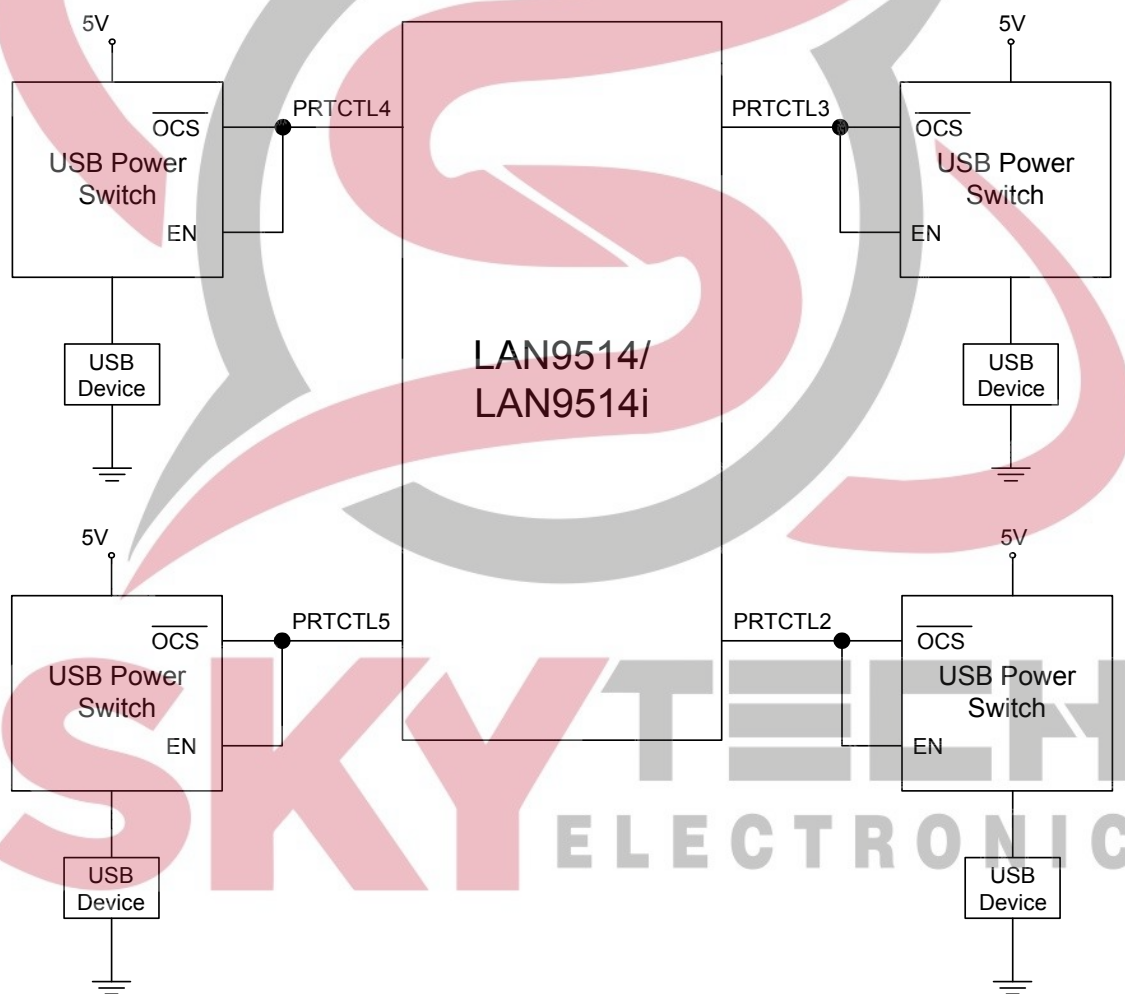 5V
OCS
USB Power
Switch
EN
PRTCTL4
USB
Device
LAN9514/
LAN9514i
5V
PRTCTL3
OCS
USB Power
Switch
EN
USB
Device
5V
OCS
USB Power
Switch
EN
PRTCTL5
USB
Device
5V
PRTCTL2
OCS
USB Power
Switch
EN
USB
Device
SKYTECH
ELECTRONIC